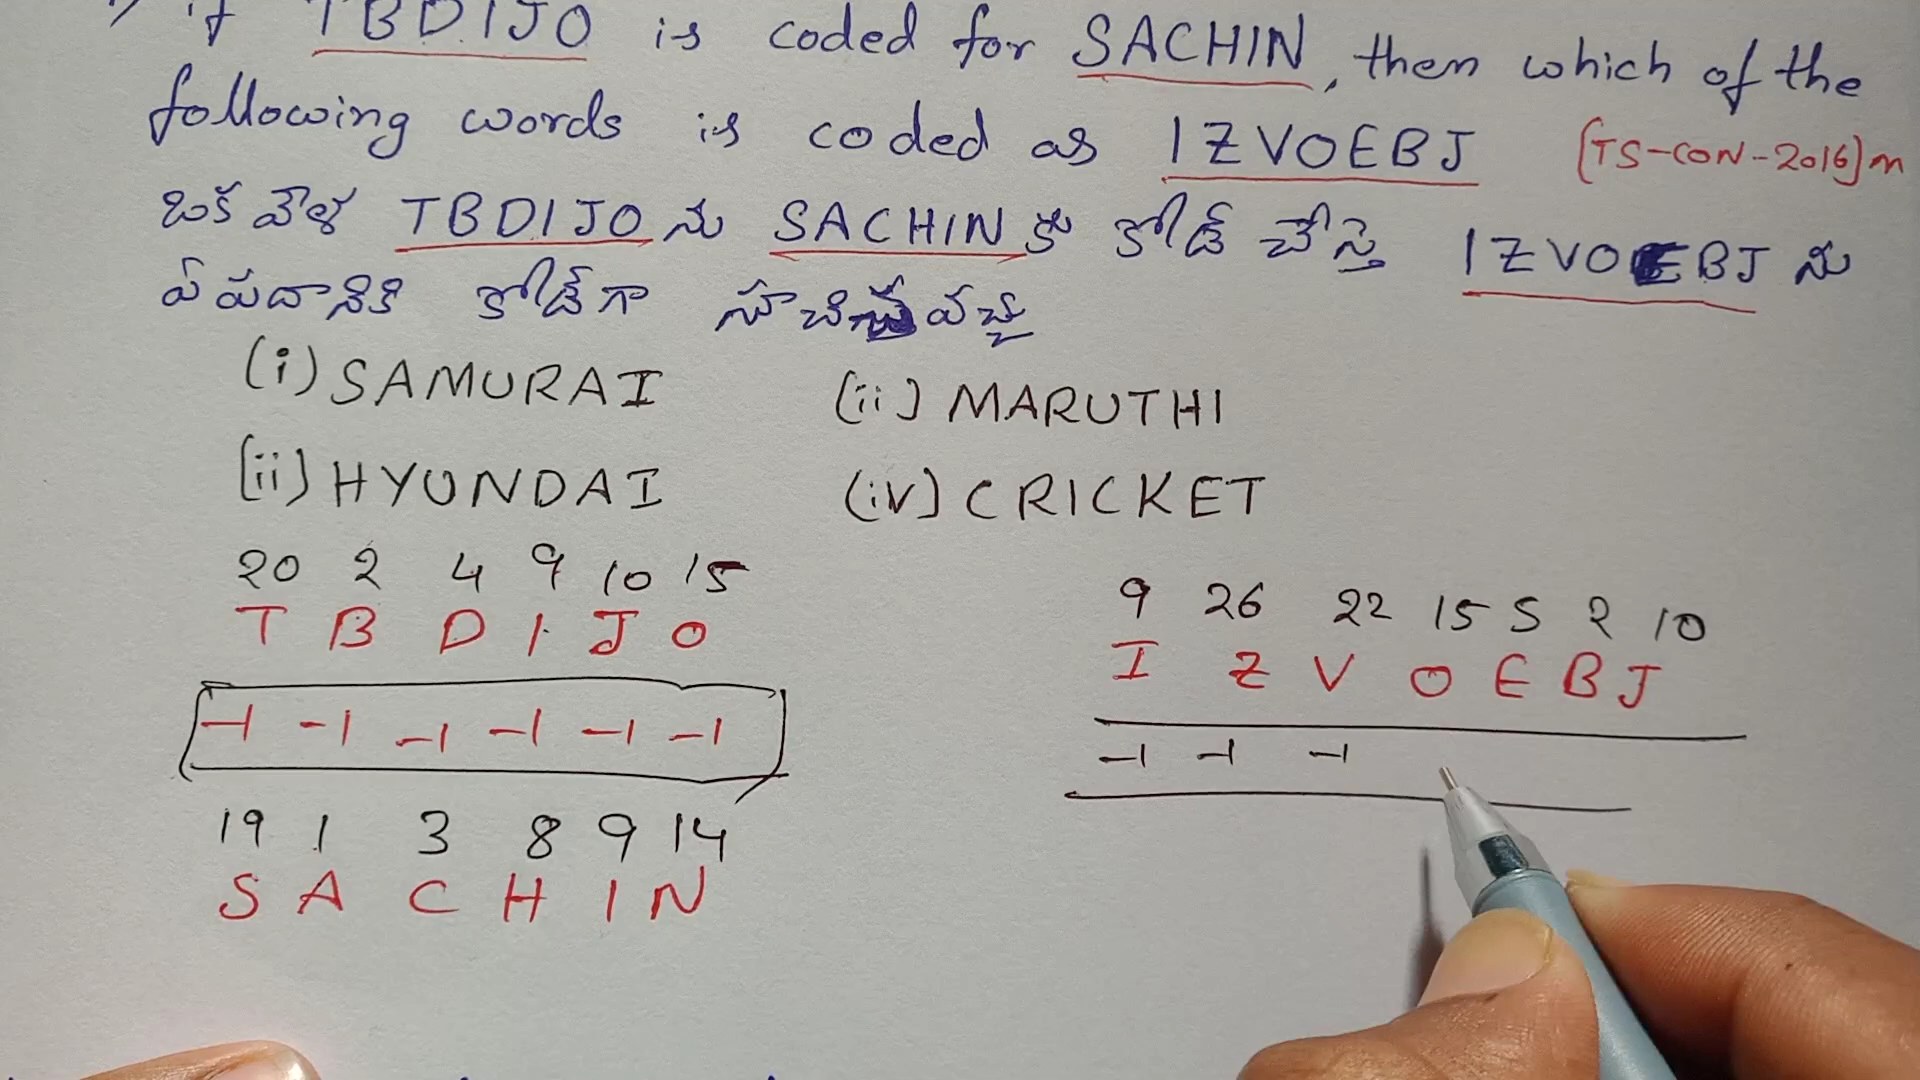 if TBDIJO is coded for SACHIN, then which of the
following words is coded as IZVOEBJ (TS-CON-2016)m
ఒక వేళ TBDIJO ను SACHIN కు కోడ్ చేస్తె IZVOEBJ ను
ఏ పదానికి కోడ్‌గా వచ్చు
(i) SAMURAI (ii) MARUTHI
(ii) HYUNDAI (iv) CRICKET
20 2 4 9 10 15
T B D I J O
-1 -1 -1 -1 -1 -1
19 1 3 8 9 14
S A C H I N
9 26 22 15 5 2 10
I Z V O E B J
-1 -1 -1